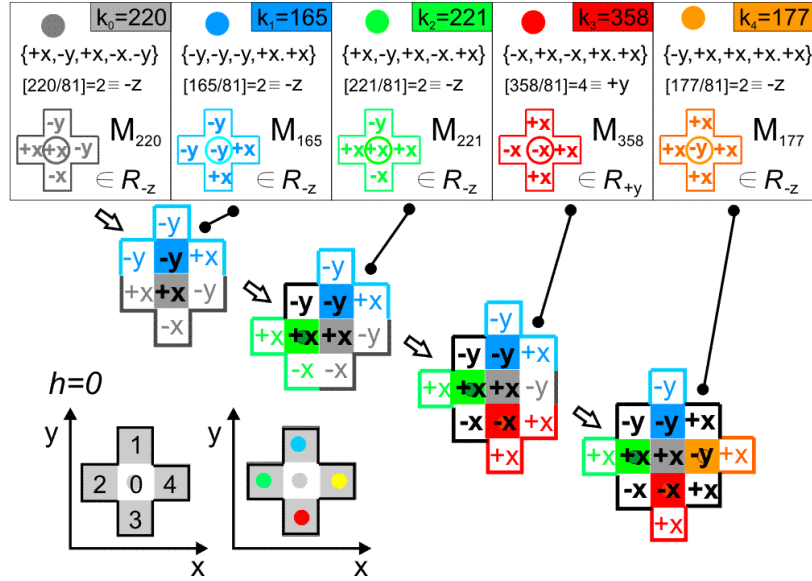 k0=220
{+x,-y,+x,-x.-y}
[220/81]=2≡ -z
-y
+x +x -y
-x
M220
∈ R-z
k1=165
{-y,-y,-y,+x.+x}
[165/81]=2≡ -z
-y
-y -y +x
+x
M165
∈ R-z
k2=221
{+x,-y,+x,-x.+x}
[221/81]=2≡ -z
-y
+x +x +x
-x
M221
∈ R-z
k3=358
{-x,+x,-x,+x.+x}
[358/81]=4≡ +y
+x
-x -x +x
+x
M358
∈ R+y
k4=177
{-y,+x,+x,+x.+x}
[177/81]=2≡ -z
+x
+x -y +x
+x
M177
∈ R-z
-y
-y -y +x
+x +x -y
-x
-y
-y -y +x
+x +x +x -y
-x -x
-y
-y -y +x
+x +x +x -y
-x -x +x
+x
-y
-y -y +x
+x +x +x -y +x
-x -x +x
+x
h=0
y
1
2 0 4
3
x
y
x